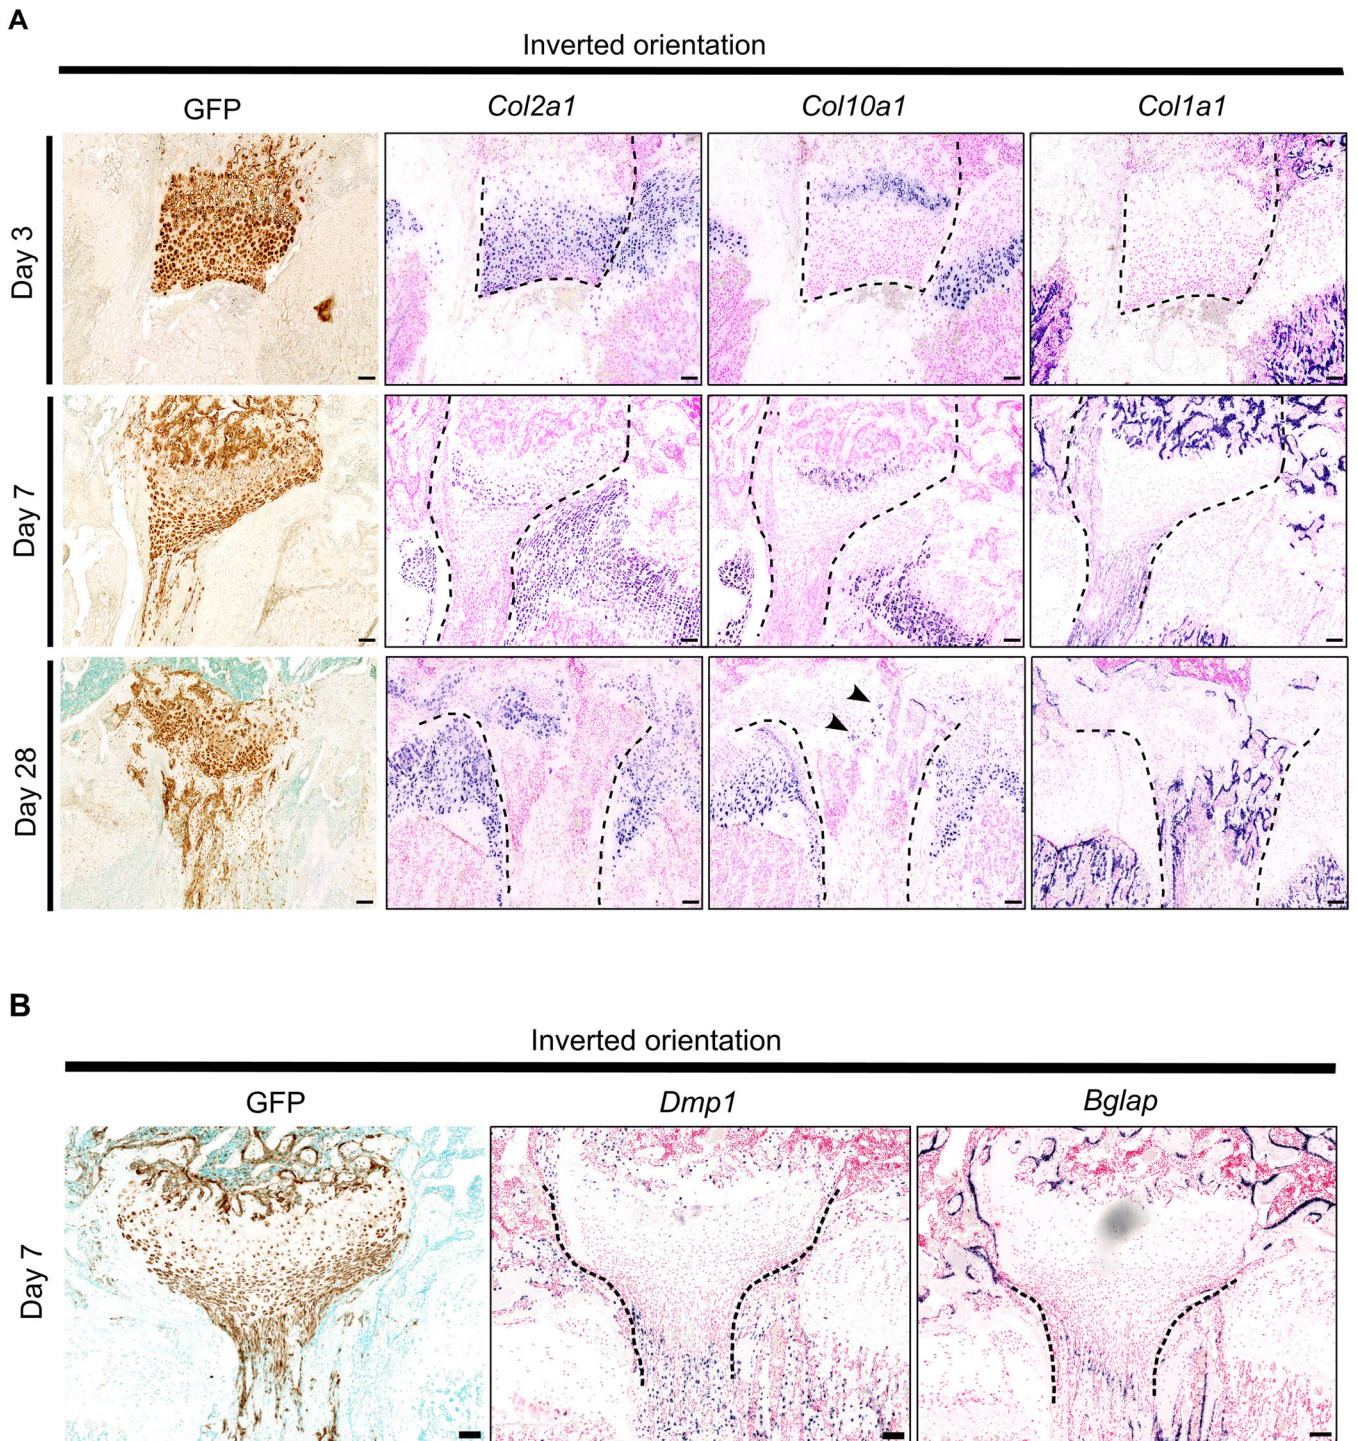 A
Inverted orientation
GFP Col2a1 Col10a1 Col1a1
Day 3
Day 7
Day 28
B
Inverted orientation
GFP Dmp1 Bglap
Day 7